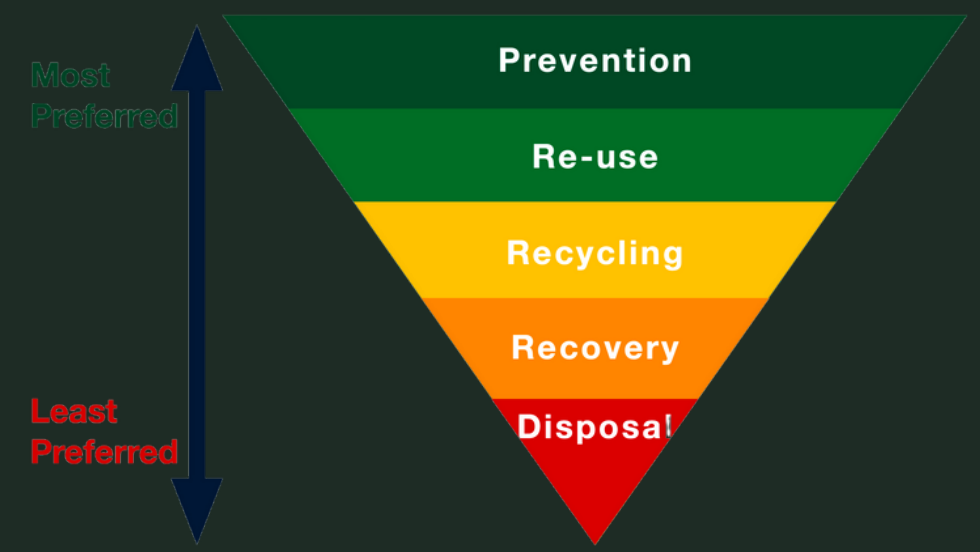 Most
Preferred
Prevention
Re-use
Recycling
Recovery
Disposal
Least
Preferred